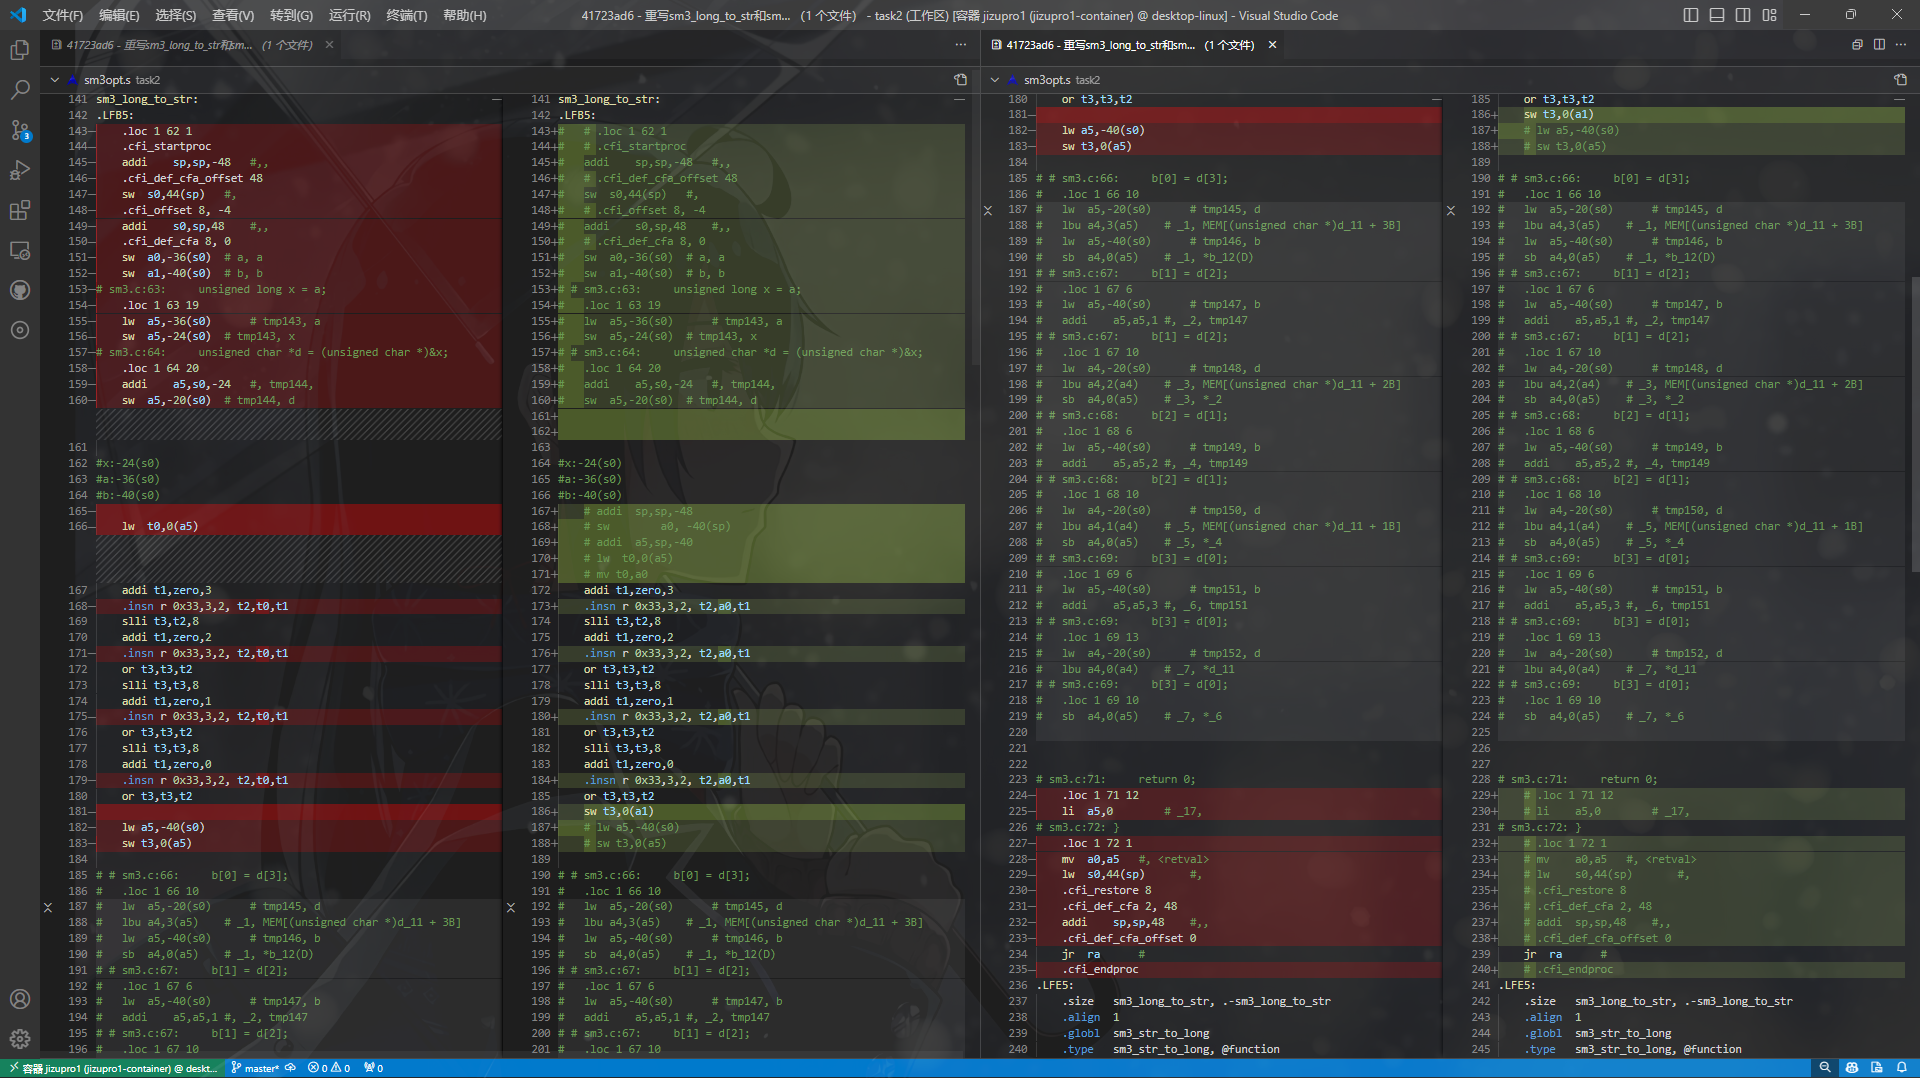 文件(F) 编辑(E) 选择(S) 查看(V) 转到(G) 运行(R) 终端(T) 帮助(H)
41723ad6 - 重写sm3_long_to_str和sm... (1 个文件) - task2 (工作区) [容器 jizupro1 (jizupro1-container) @ desktop-linux] - Visual Studio Code
41723ad6 - 重写sm3_long_to_str和sm... (1 个文件)
sm3opt.s task2
141 sm3_long_to_str:
142 .LFB5:
143— .loc 1 62 1
144— .cfi_startproc
145— addi sp,sp,-48 #,,
146— .cfi_def_cfa_offset 48
147— sw s0,44(sp) #,
148— .cfi_offset 8, -4
149— addi s0,sp,48 #,,
150— .cfi_def_cfa 8, 0
151— sw a0,-36(s0) # a, a
152— sw a1,-40(s0) # b, b
153— # sm3.c:63: unsigned long x = a;
154— .loc 1 63 19
155— lw a5,-36(s0) # tmp143, a
156— sw a5,-24(s0) # tmp143, x
157— # sm3.c:64: unsigned char *d = (unsigned char *)&x;
158— .loc 1 64 20
159— addi a5,s0,-24 #, tmp144,
160— sw a5,-20(s0) # tmp144, d
161
162 #x:-24(s0)
163 #a:-36(s0)
164 #b:-40(s0)
165—
166— lw t0,0(a5)
167 addi t1,zero,3
168— .insn r 0x33,3,2, t2,t0,t1
169 slli t3,t2,8
170 addi t1,zero,2
171— .insn r 0x33,3,2, t2,t0,t1
172 or t3,t3,t2
173 slli t3,t3,8
174 addi t1,zero,1
175— .insn r 0x33,3,2, t2,t0,t1
176 or t3,t3,t2
177 slli t3,t3,8
178 addi t1,zero,0
179— .insn r 0x33,3,2, t2,t0,t1
180 or t3,t3,t2
181—
182— lw a5,-40(s0)
183— sw t3,0(a5)
184
185 # # sm3.c:66: b[0] = d[3];
186 # .loc 1 66 10
187 # lw a5,-20(s0) # tmp145, d
188 # lbu a4,3(a5) # _1, MEM[(unsigned char *)d_11 + 3B]
189 # lw a5,-40(s0) # tmp146, b
190 # sb a4,0(a5) # _1, *b_12(D)
191 # # sm3.c:67: b[1] = d[2];
192 # .loc 1 67 6
193 # lw a5,-40(s0) # tmp147, b
194 # addi a5,a5,1 #, _2, tmp147
195 # # sm3.c:67: b[1] = d[2];
196 # .loc 1 67 10
141 sm3_long_to_str:
142 .LFB5:
143+ # # .loc 1 62 1
144+ # # .cfi_startproc
145+ # addi sp,sp,-48 #,,
146+ # # .cfi_def_cfa_offset 48
147+ # sw s0,44(sp) #,
148+ # # .cfi_offset 8, -4
149+ # addi s0,sp,48 #,,
150+ # # .cfi_def_cfa 8, 0
151+ # sw a0,-36(s0) # a, a
152+ # sw a1,-40(s0) # b, b
153+ # # sm3.c:63: unsigned long x = a;
154+ # .loc 1 63 19
155+ # lw a5,-36(s0) # tmp143, a
156+ # sw a5,-24(s0) # tmp143, x
157+ # # sm3.c:64: unsigned char *d = (unsigned char *)&x;
158+ # .loc 1 64 20
159+ # addi a5,s0,-24 #, tmp144,
160+ # sw a5,-20(s0) # tmp144, d
161+
162+
163
164 #x:-24(s0)
165 #a:-36(s0)
166 #b:-40(s0)
167+ # addi sp,sp,-48
168+ # sw a0, -40(sp)
169+ # addi a5,sp,-40
170+ # lw t0,0(a5)
171+ # mv t0,a0
172 addi t1,zero,3
173+ .insn r 0x33,3,2, t2,a0,t1
174 slli t3,t2,8
175 addi t1,zero,2
176+ .insn r 0x33,3,2, t2,a0,t1
177 or t3,t3,t2
178 slli t3,t3,8
179 addi t1,zero,1
180+ .insn r 0x33,3,2, t2,a0,t1
181 or t3,t3,t2
182 slli t3,t3,8
183 addi t1,zero,0
184+ .insn r 0x33,3,2, t2,a0,t1
185 or t3,t3,t2
186+ sw t3,0(a1)
187+ # lw a5,-40(s0)
188+ # sw t3,0(a5)
189
190 # # sm3.c:66: b[0] = d[3];
191 # .loc 1 66 10
192 # lw a5,-20(s0) # tmp145, d
193 # lbu a4,3(a5) # _1, MEM[(unsigned char *)d_11 + 3B]
194 # lw a5,-40(s0) # tmp146, b
195 # sb a4,0(a5) # _1, *b_12(D)
196 # # sm3.c:67: b[1] = d[2];
197 # .loc 1 67 6
198 # lw a5,-40(s0) # tmp147, b
199 # addi a5,a5,1 #, _2, tmp147
200 # # sm3.c:67: b[1] = d[2];
201 # .loc 1 67 10
41723ad6 - 重写sm3_long_to_str和sm... (1 个文件)
sm3opt.s task2
180 or t3,t3,t2
181—
182— lw a5,-40(s0)
183— sw t3,0(a5)
184
185 # # sm3.c:66: b[0] = d[3];
186 # .loc 1 66 10
187 # lw a5,-20(s0) # tmp145, d
188 # lbu a4,3(a5) # _1, MEM[(unsigned char *)d_11 + 3B]
189 # lw a5,-40(s0) # tmp146, b
190 # sb a4,0(a5) # _1, *b_12(D)
191 # # sm3.c:67: b[1] = d[2];
192 # .loc 1 67 6
193 # lw a5,-40(s0) # tmp147, b
194 # addi a5,a5,1 #, _2, tmp147
195 # # sm3.c:67: b[1] = d[2];
196 # .loc 1 67 10
197 # lw a4,-20(s0) # tmp148, d
198 # lbu a4,2(a4) # _3, MEM[(unsigned char *)d_11 + 2B]
199 # sb a4,0(a5) # _3, *_2
200 # # sm3.c:68: b[2] = d[1];
201 # .loc 1 68 6
202 # lw a5,-40(s0) # tmp149, b
203 # addi a5,a5,2 #, _4, tmp149
204 # # sm3.c:68: b[2] = d[1];
205 # .loc 1 68 10
206 # lw a4,-20(s0) # tmp150, d
207 # lbu a4,1(a4) # _5, MEM[(unsigned char *)d_11 + 1B]
208 # sb a4,0(a5) # _5, *_4
209 # # sm3.c:69: b[3] = d[0];
210 # .loc 1 69 6
211 # lw a5,-40(s0) # tmp151, b
212 # addi a5,a5,3 #, _6, tmp151
213 # # sm3.c:69: b[3] = d[0];
214 # .loc 1 69 13
215 # lw a4,-20(s0) # tmp152, d
216 # lbu a4,0(a4) # _7, *d_11
217 # # sm3.c:69: b[3] = d[0];
218 # .loc 1 69 10
219 # sb a4,0(a5) # _7, *_6
220
221
222
223 # sm3.c:71: return 0;
224— .loc 1 71 12
225— li a5,0 # _17,
226 # sm3.c:72: }
227— .loc 1 72 1
228— mv a0,a5 #, <retval>
229— lw s0,44(sp) #,
230— .cfi_restore 8
231— .cfi_def_cfa 2, 48
232— addi sp,sp,48 #,,
233— .cfi_def_cfa_offset 0
234 jr ra #
235— .cfi_endproc
236 .LFE5:
237 .size sm3_long_to_str, .-sm3_long_to_str
238 .align 1
239 .globl sm3_str_to_long
240 .type sm3_str_to_long, @function
185 or t3,t3,t2
186+ sw t3,0(a1)
187+ # lw a5,-40(s0)
188+ # sw t3,0(a5)
189
190 # # sm3.c:66: b[0] = d[3];
191 # .loc 1 66 10
192 # lw a5,-20(s0) # tmp145, d
193 # lbu a4,3(a5) # _1, MEM[(unsigned char *)d_11 + 3B]
194 # lw a5,-40(s0) # tmp146, b
195 # sb a4,0(a5) # _1, *b_12(D)
196 # # sm3.c:67: b[1] = d[2];
197 # .loc 1 67 6
198 # lw a5,-40(s0) # tmp147, b
199 # addi a5,a5,1 #, _2, tmp147
200 # # sm3.c:67: b[1] = d[2];
201 # .loc 1 67 10
202 # lw a4,-20(s0) # tmp148, d
203 # lbu a4,2(a4) # _3, MEM[(unsigned char *)d_11 + 2B]
204 # sb a4,0(a5) # _3, *_2
205 # # sm3.c:68: b[2] = d[1];
206 # .loc 1 68 6
207 # lw a5,-40(s0) # tmp149, b
208 # addi a5,a5,2 #, _4, tmp149
209 # # sm3.c:68: b[2] = d[1];
210 # .loc 1 68 10
211 # lw a4,-20(s0) # tmp150, d
212 # lbu a4,1(a4) # _5, MEM[(unsigned char *)d_11 + 1B]
213 # sb a4,0(a5) # _5, *_4
214 # # sm3.c:69: b[3] = d[0];
215 # .loc 1 69 6
216 # lw a5,-40(s0) # tmp151, b
217 # addi a5,a5,3 #, _6, tmp151
218 # # sm3.c:69: b[3] = d[0];
219 # .loc 1 69 13
220 # lw a4,-20(s0) # tmp152, d
221 # lbu a4,0(a4) # _7, *d_11
222 # # sm3.c:69: b[3] = d[0];
223 # .loc 1 69 10
224 # sb a4,0(a5) # _7, *_6
225
226
227
228 # sm3.c:71: return 0;
229+ # .loc 1 71 12
230+ # li a5,0 # _17,
231 # sm3.c:72: }
232+ # .loc 1 72 1
233+ # mv a0,a5 #, <retval>
234+ # lw s0,44(sp) #,
235+ # .cfi_restore 8
236+ # .cfi_def_cfa 2, 48
237+ # addi sp,sp,48 #,,
238+ # .cfi_def_cfa_offset 0
239 jr ra #
240+ # .cfi_endproc
241 .LFE5:
242 .size sm3_long_to_str, .-sm3_long_to_str
243 .align 1
244 .globl sm3_str_to_long
245 .type sm3_str_to_long, @function
3
容器 jizupro1 (jizupro1-container) @ deskt... master* 0 0 0